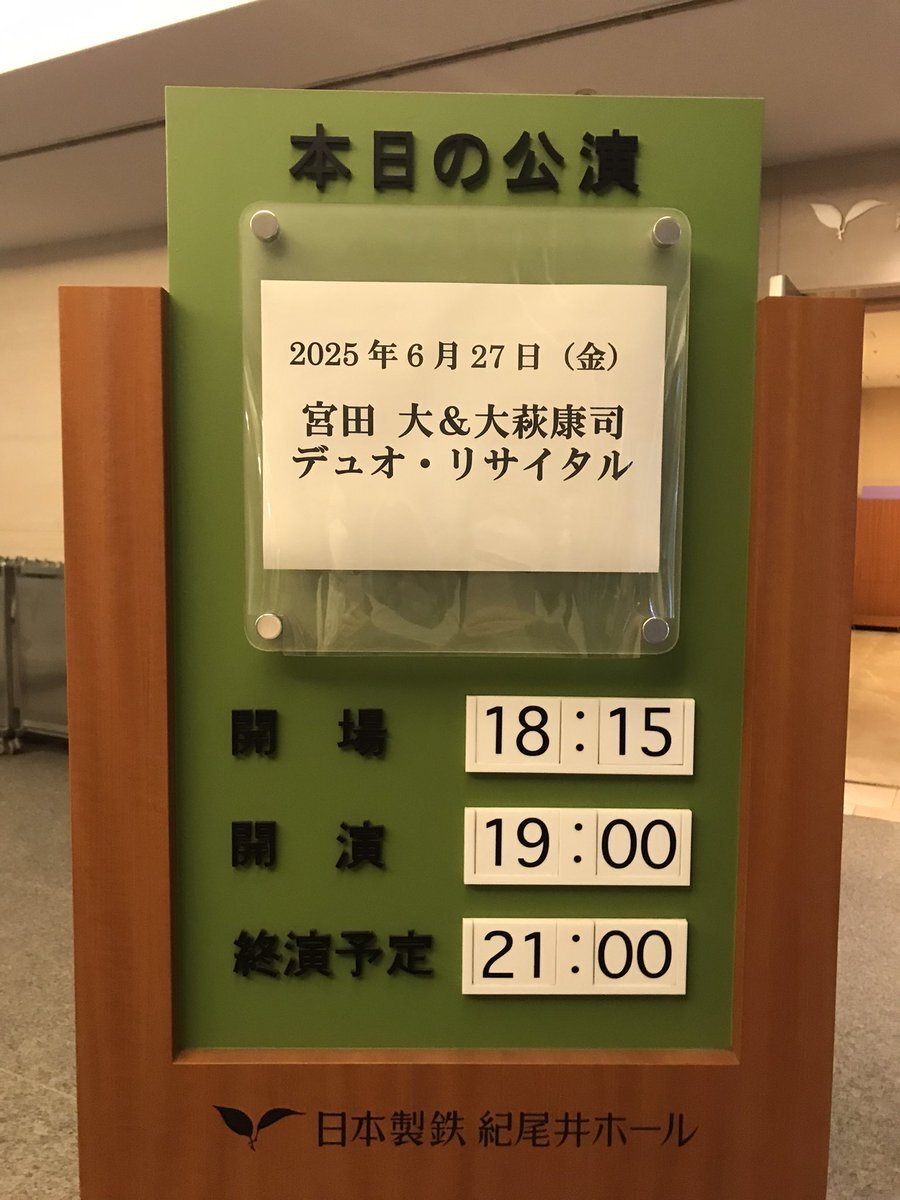 本日の公演
2025年6月27日（金）
宮田 大＆大萩康司
デュオ・リサイタル
開場 18:15
開演 19:00
終演予定 21:00
日本製鉄 紀尾井ホール